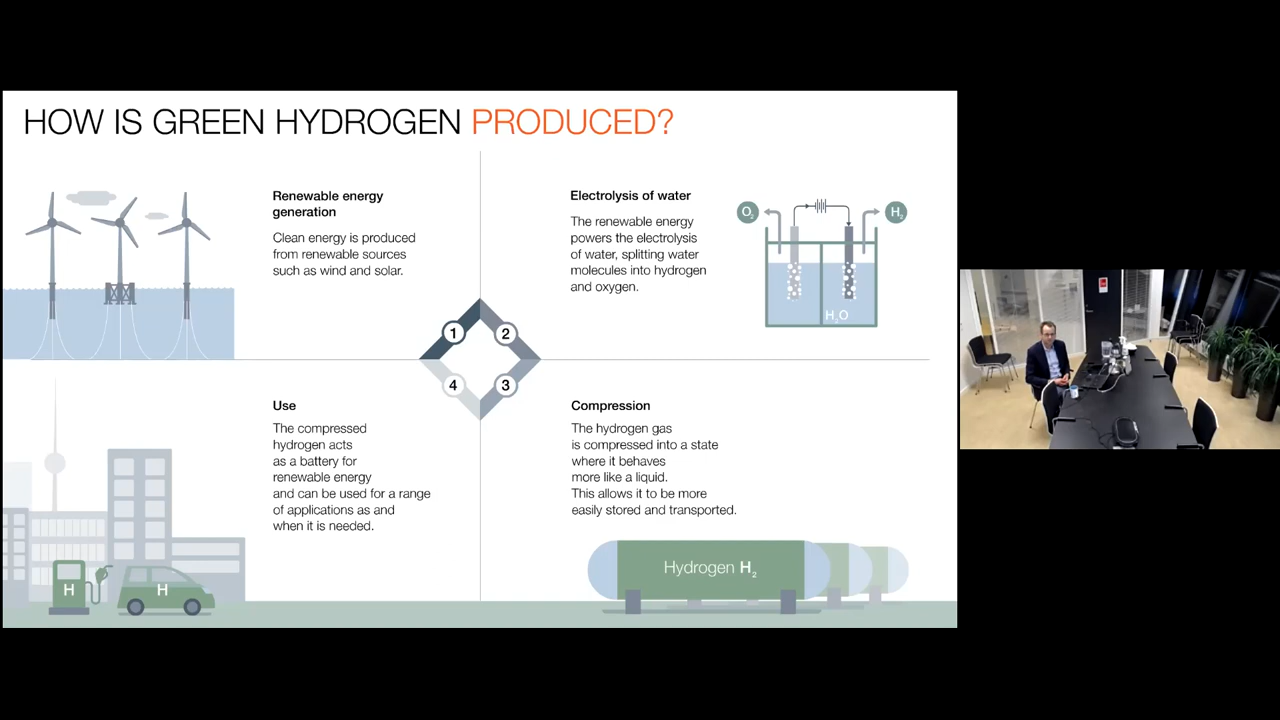 HOW IS GREEN HYDROGEN PRODUCED?
Renewable energy
generation
Clean energy is produced
from renewable sources
such as wind and solar.
Electrolysis of water
The renewable energy
powers the electrolysis
of water, splitting water
molecules into hydrogen
and oxygen.
O₂
H₂
H₂O
1
2
4
3
Use
The compressed
hydrogen acts
as a battery for
renewable energy
and can be used for a range
of applications as and
when it is needed.
H
H
Compression
The hydrogen gas
is compressed into a state
where it behaves
more like a liquid.
This allows it to be more
easily stored and transported.
Hydrogen H₂